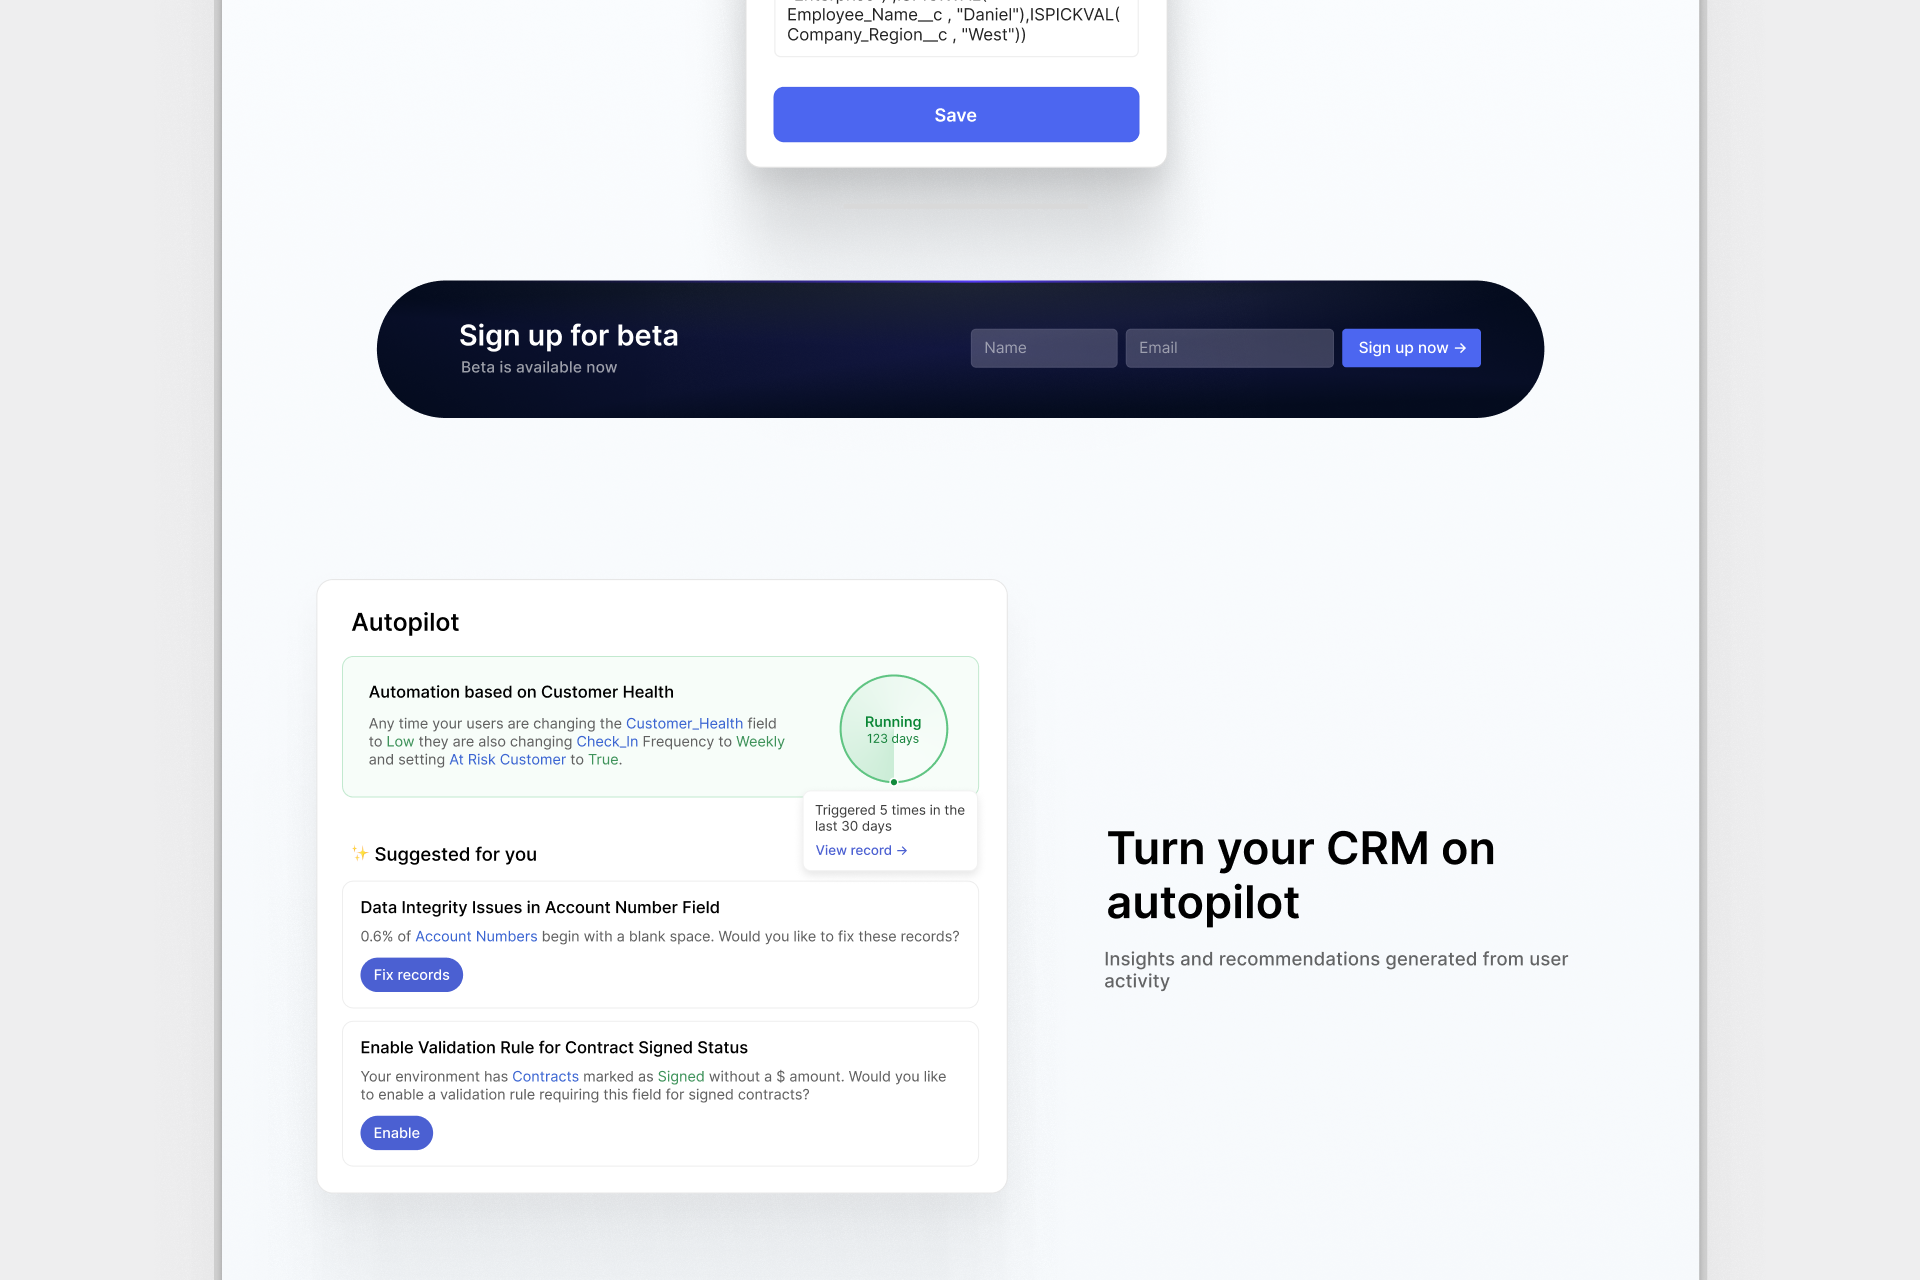 Employee_Name__c , "Daniel"),ISPICKVAL(
Company_Region__c , "West"))
Save
Sign up for beta
Beta is available now
Name
Email
Sign up now →
Autopilot
Automation based on Customer Health
Any time your users are changing the Customer_Health field
to Low they are also changing Check_In Frequency to Weekly
and setting At Risk Customer to True.
Running
123 days
Triggered 5 times in the
last 30 days
View record →
✨ Suggested for you
Data Integrity Issues in Account Number Field
0.6% of Account Numbers begin with a blank space. Would you like to fix these records?
Fix records
Enable Validation Rule for Contract Signed Status
Your environment has Contracts marked as Signed without a $ amount. Would you like
to enable a validation rule requiring this field for signed contracts?
Enable
Turn your CRM on
autopilot
Insights and recommendations generated from user
activity